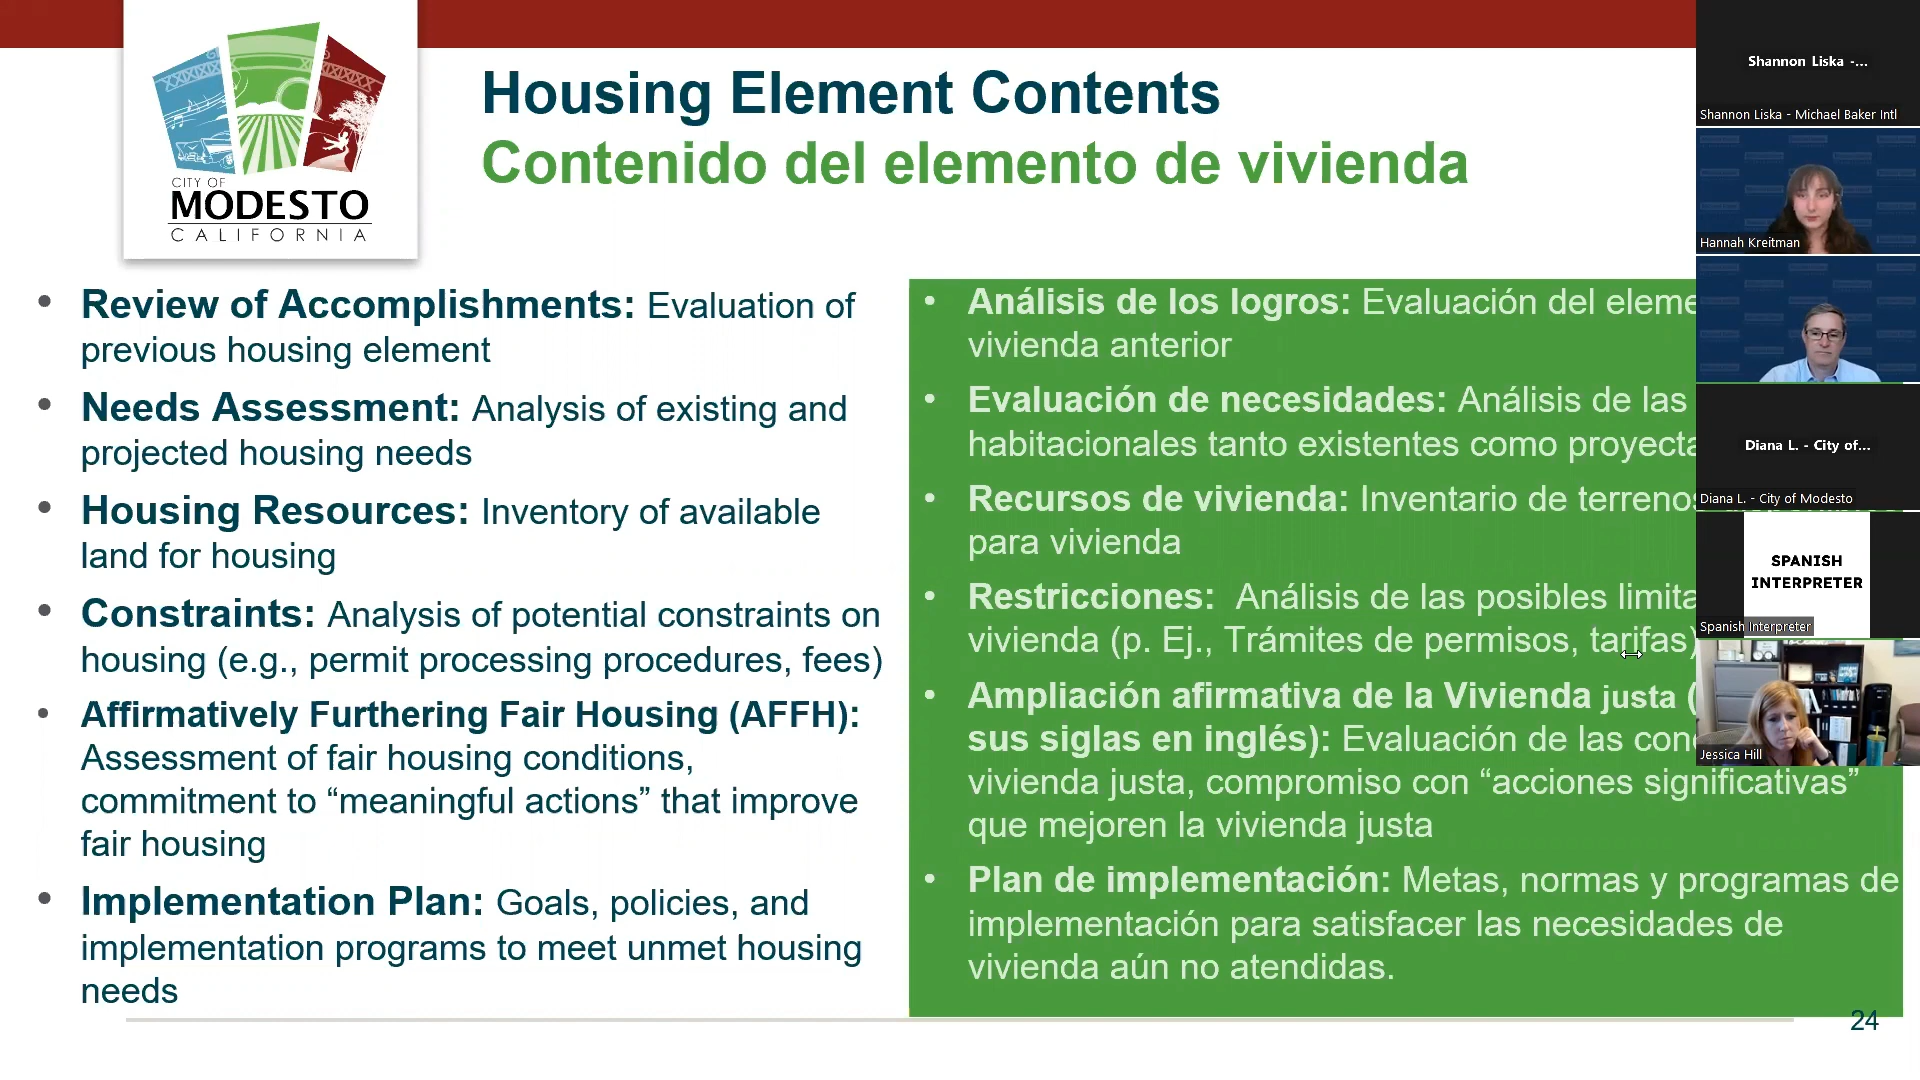 CITY OF
MODESTO
CALIFORNIA
Housing Element Contents
Contenido del elemento de vivienda
• Review of Accomplishments: Evaluation of
previous housing element
• Needs Assessment: Analysis of existing and
projected housing needs
• Housing Resources: Inventory of available
land for housing
• Constraints: Analysis of potential constraints on
housing (e.g., permit processing procedures, fees)
• Affirmatively Furthering Fair Housing (AFFH):
Assessment of fair housing conditions,
commitment to “meaningful actions” that improve
fair housing
• Implementation Plan: Goals, policies, and
implementation programs to meet unmet housing
needs
• Análisis de los logros: Evaluación del
vivienda anterior
• Evaluación de necesidades: Análisis de las
habitacionales tanto existentes como
• Recursos de vivienda: Inventario de
para vivienda
• Restricciones: Análisis de las posibles
vivienda (p. Ej., Trámites de permisos, tarifas)
• Ampliación afirmativa de la Vivienda justa (
sus siglas en inglés): Evaluación de las
vivienda justa, compromiso con “acciones significativas”
que mejoren la vivienda justa
• Plan de implementación: Metas, normas y programas de
implementación para satisfacer las necesidades de
vivienda aún no atendidas.
24
Shannon Liska -...
Shannon Liska - Michael Baker Intl
Hannah Kreitman
Diana L. - City of...
Diana L. - City of Modesto
SPANISH
INTERPRETER
Spanish Interpreter
Jessica Hill